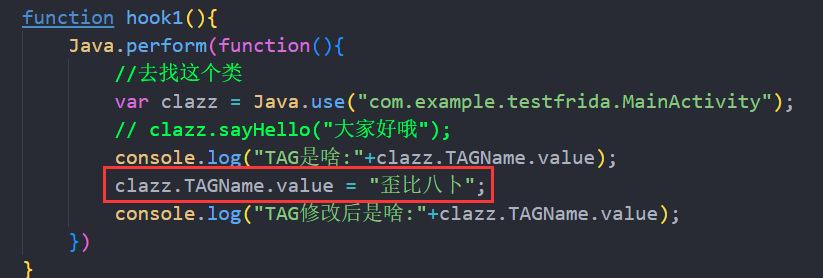 function hook1(){
Java.perform(function(){
//去找这个类
var clazz = Java.use("com.example.testfrida.MainActivity");
// clazz.sayHello("大家好哦");
console.log("TAG是啥:"+clazz.TAGName.value);
clazz.TAGName.value = "歪比八卜";
console.log("TAG修改后是啥:"+clazz.TAGName.value);
})
}